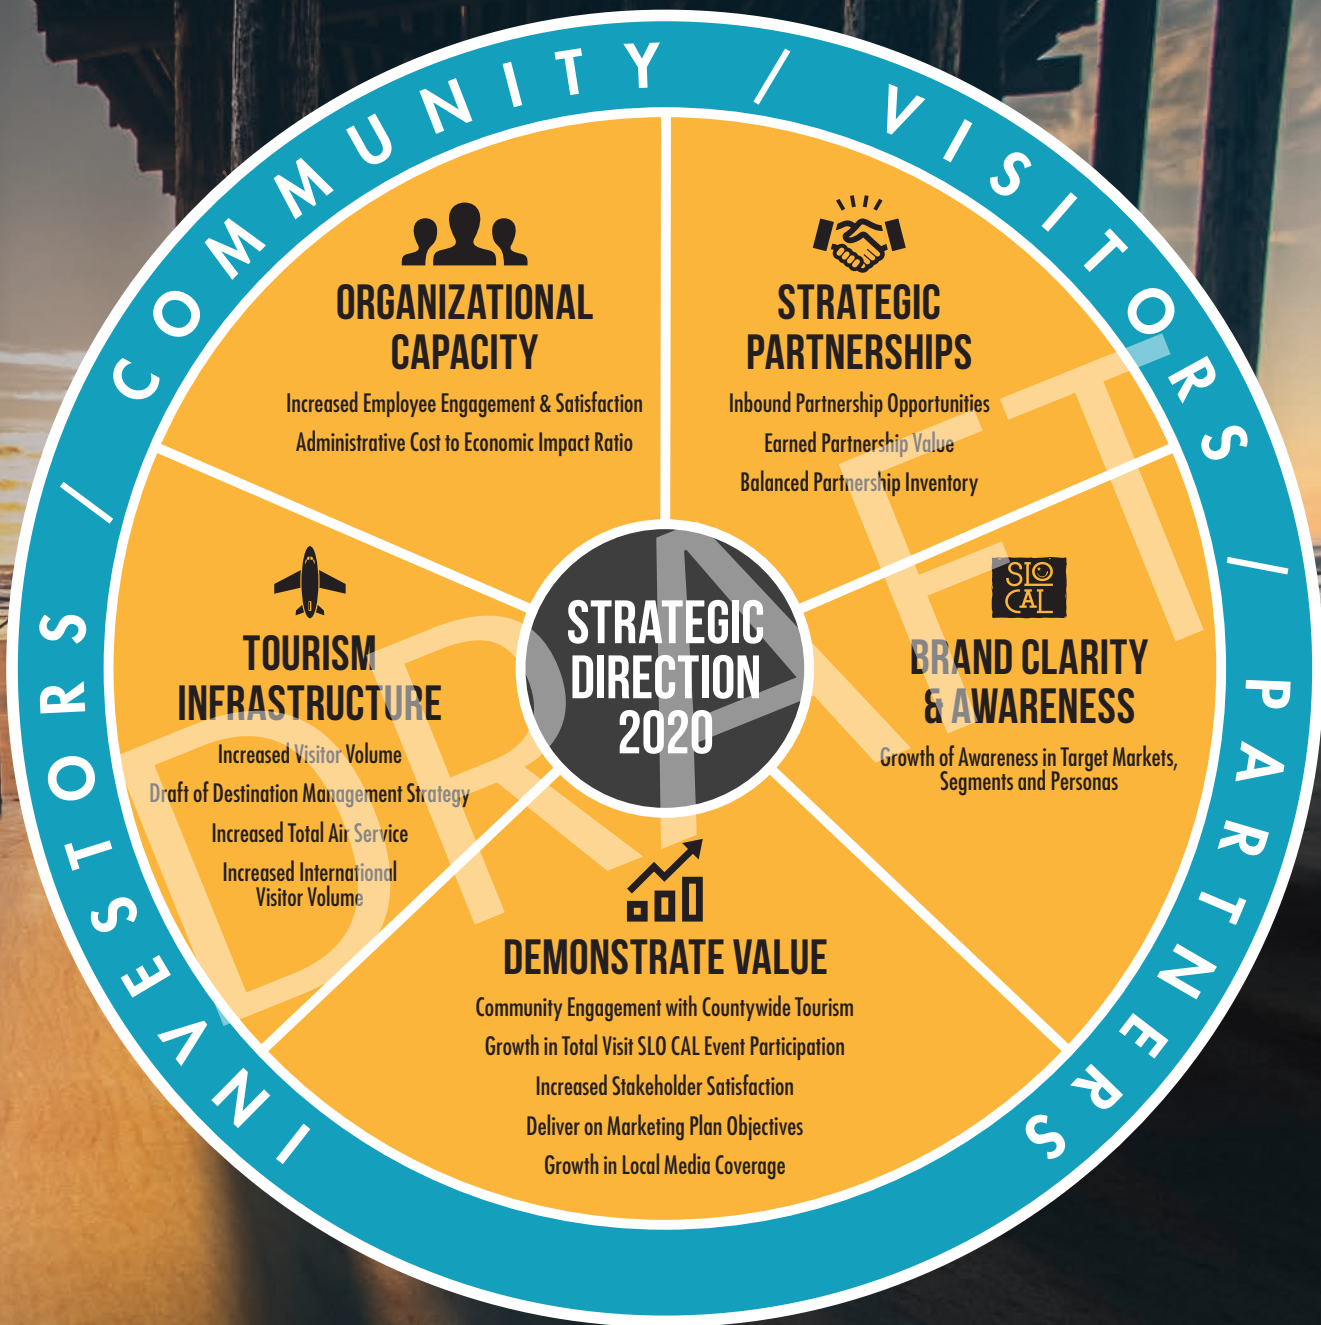 INVESTORS / COMMUNITY / VISITORS / PARTNERS
ORGANIZATIONAL
CAPACITY
Increased Employee Engagement & Satisfaction
Administrative Cost to Economic Impact Ratio
STRATEGIC
PARTNERSHIPS
Inbound Partnership Opportunities
Earned Partnership Value
Balanced Partnership Inventory
SLO
CAL
BRAND CLARITY
& AWARENESS
Growth of Awareness in Target Markets,
Segments and Personas
DEMONSTRATE VALUE
Community Engagement with Countywide Tourism
Growth in Total Visit SLO CAL Event Participation
Increased Stakeholder Satisfaction
Deliver on Marketing Plan Objectives
Growth in Local Media Coverage
TOURISM
INFRASTRUCTURE
Increased Visitor Volume
Draft of Destination Management Strategy
Increased Total Air Service
Increased International
Visitor Volume
STRATEGIC
DIRECTION
2020
DRAFT